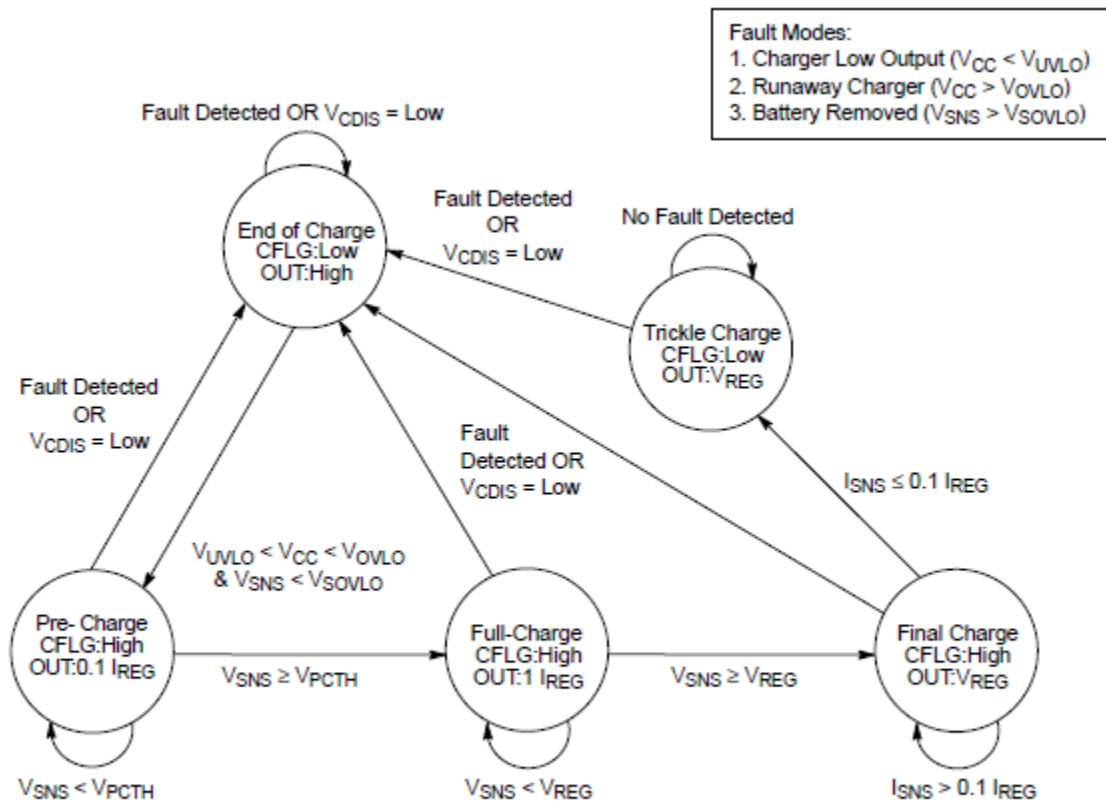 Fault Modes:
1. Charger Low Output (VCC < VUVLO)
2. Runaway Charger (VCC > VOVLO)
3. Battery Removed (VSNS > VSOVLO)
Fault Detected OR VCDIS = Low
End of Charge
CFLG:Low
OUT:High
Fault Detected
OR
VCDIS = Low
No Fault Detected
Trickle Charge
CFLG:Low
OUT:VREG
Fault Detected
OR
VCDIS = Low
Fault
Detected OR
VCDIS = Low
ISNS ≤ 0.1 IREG
VUVLO < VCC < VOVLO
& VSNS < VSOVLO
Pre- Charge
CFLG:High
OUT:0.1 IREG
VSNS ≥ VPCTH
Full-Charge
CFLG:High
OUT:1 IREG
VSNS ≥ VREG
Final Charge
CFLG:High
OUT:VREG
VSNS < VPCTH
VSNS < VREG
ISNS > 0.1 IREG